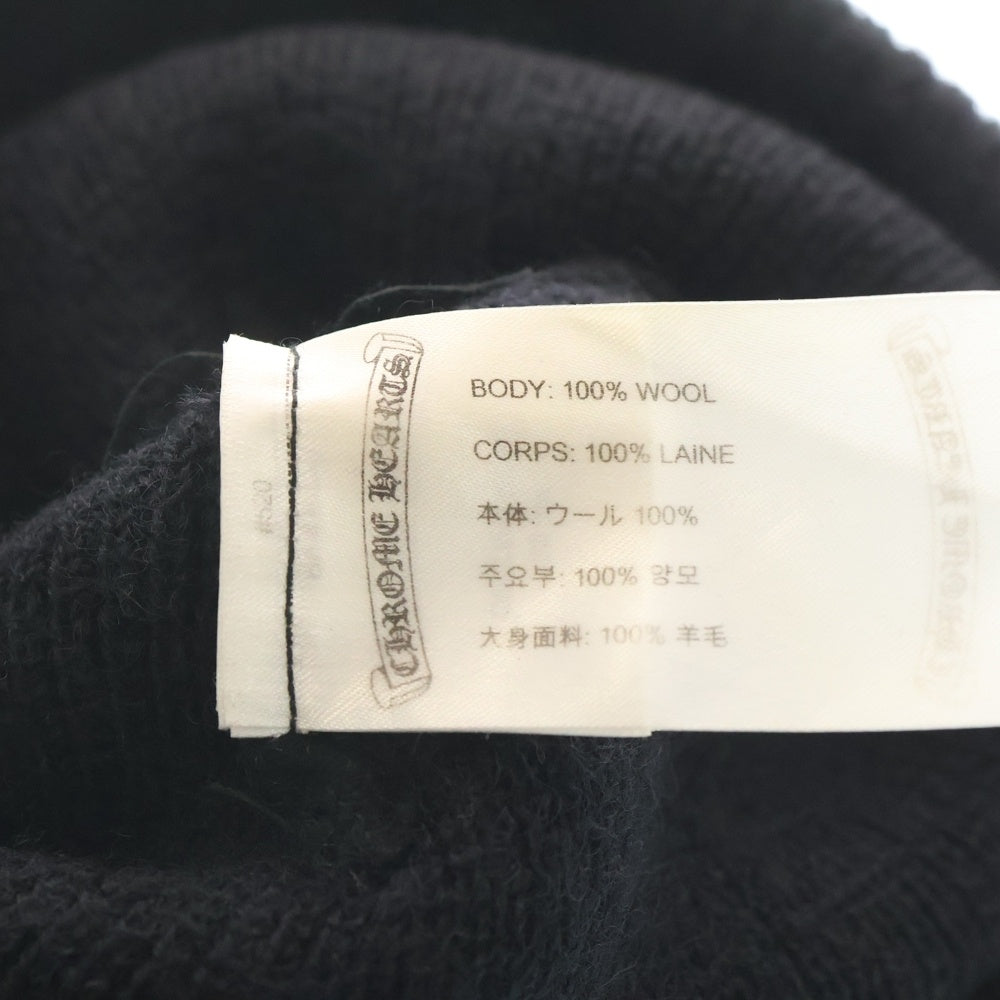 CHROME HEARTS
BODY: 100% WOOL
CORPS: 100% LAiNE
本体: ウール 100%
주요부: 100% 양모
大身面料: 100% 羊毛